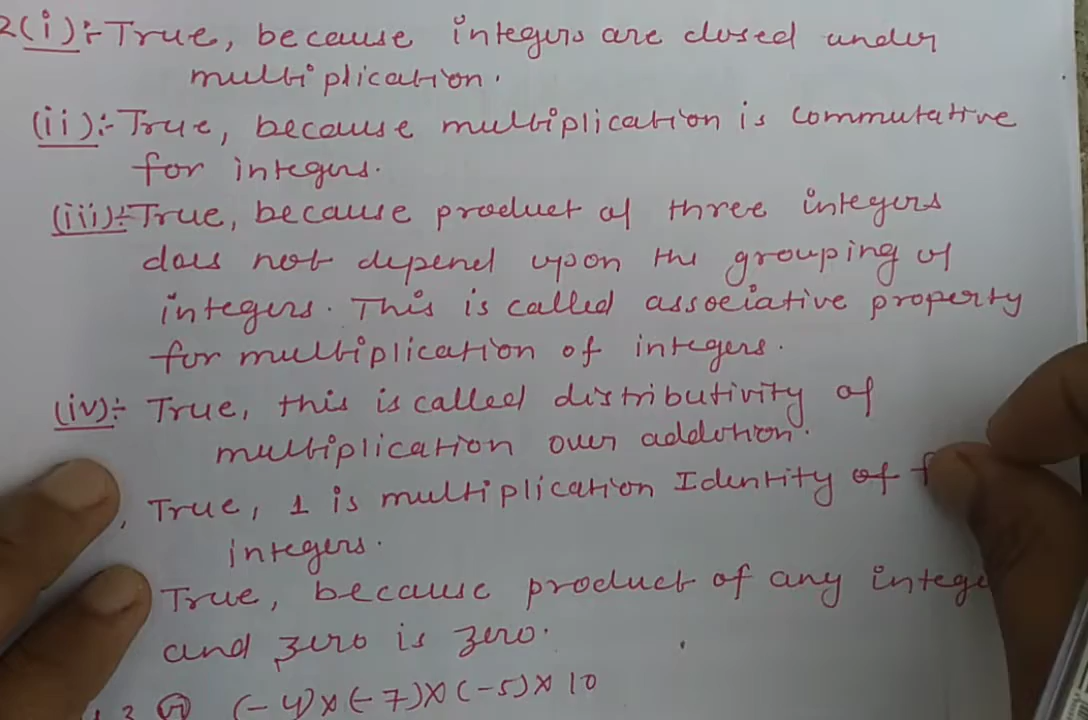 2(i):- True, because integers are closed under
multiplication.
(ii):- True, because multiplication is commutative
for integers.
(iii):- True, because product of three integers
does not depend upon the grouping of
integers. This is called associative property
for multiplication of integers.
(iv):- True, this is called distributivity of
multiplication over addition.
, True, 1 is multiplication Identity of f
integers.
True, because product of any intege
and zero is zero.
3 (-4)×(-7)×(-5)×10